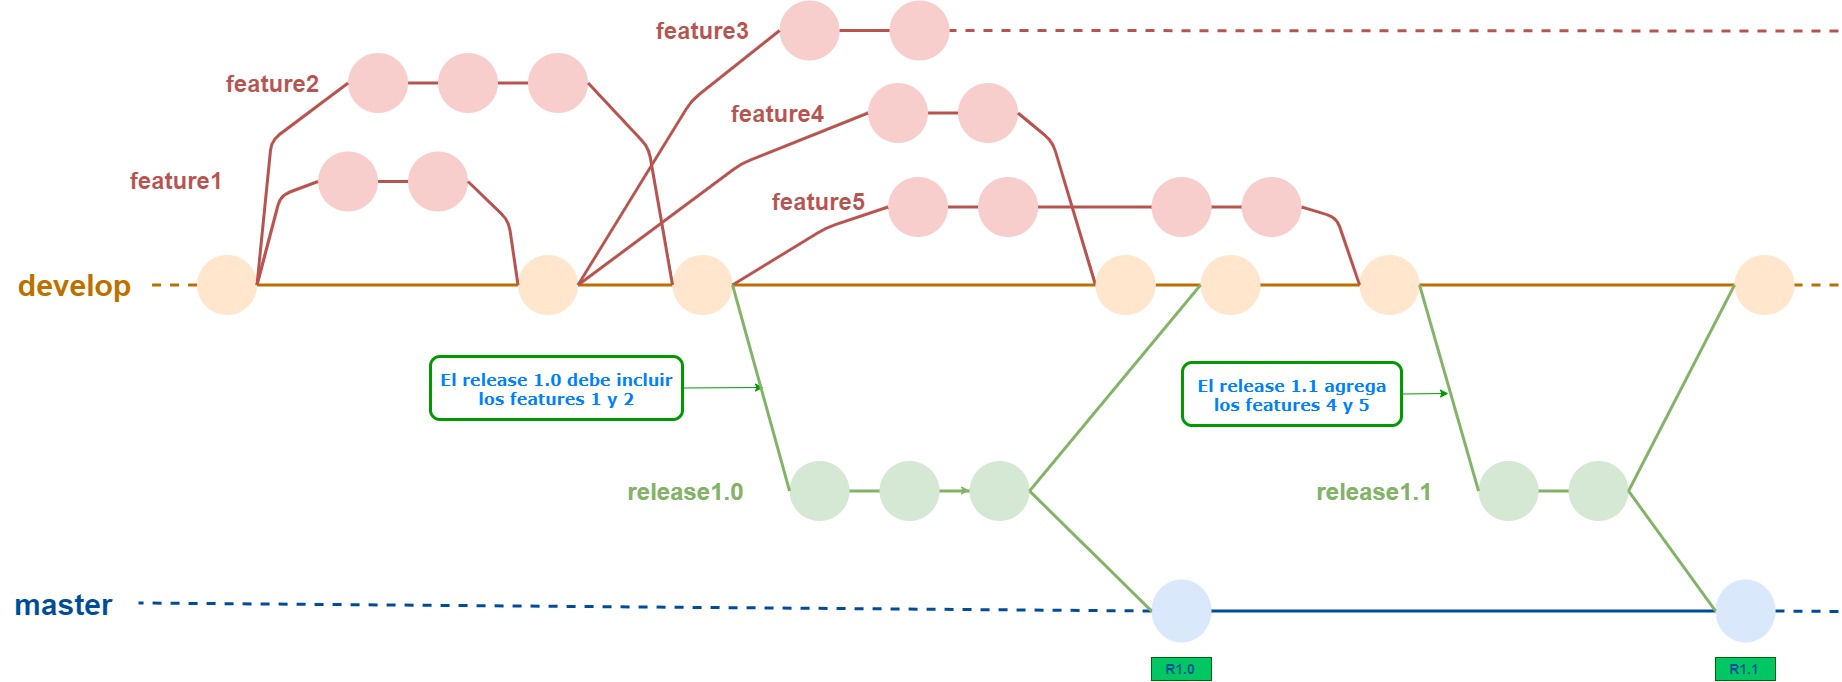 feature3
feature2
feature4
feature1
feature5
develop
El release 1.0 debe incluir
los features 1 y 2
El release 1.1 agrega
los features 4 y 5
release1.0
release1.1
master
R1.0
R1.1